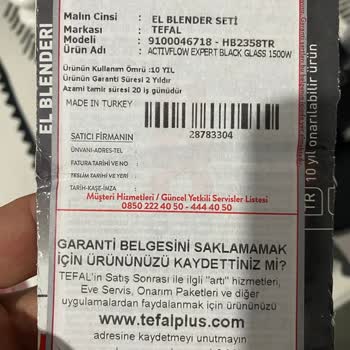 Malın Cinsi : EL BLENDER SETİ
Markası : TEFAL
Modeli : 9100046718 - HB2358TR
Ürün Adı : ACTIVFLOW EXPERT BLACK GLASS 1500W
Ürünün Kullanım Ömrü :10 YIL
Ürünün Garanti Süresi 2 Yıldır
Azami tamir süresi 20 iş günüdür
MADE IN TURKEY
28783304
SATICI FİRMANIN
ÜNVANI-ADRES-TEL :
FATURA TARİHİ VE NO :
TESLİM TARİHİ VE YERİ :
TARİH-KAŞE-İMZA :
Müşteri Hizmetleri / Güncel Yetkili Servisler Listesi
0850 222 40 50 - 444 40 50
GARANTİ BELGESİNİ SAKLAMAMAK
İÇİN ÜRÜNÜNÜZÜ KAYDETTİNİZ Mİ?
TEFAL'in Satış Sonrası ile ilgili "artı" hizmetleri,
Eve Servis, Onarım Paketleri ve diğer
uygulamalardan faydalanmak için ürününüzü
www.tefalplus.com
adresine kaydetmeyi unutmayın
EL BLENDERİ
10 yıl onarılabilir ürün
TR